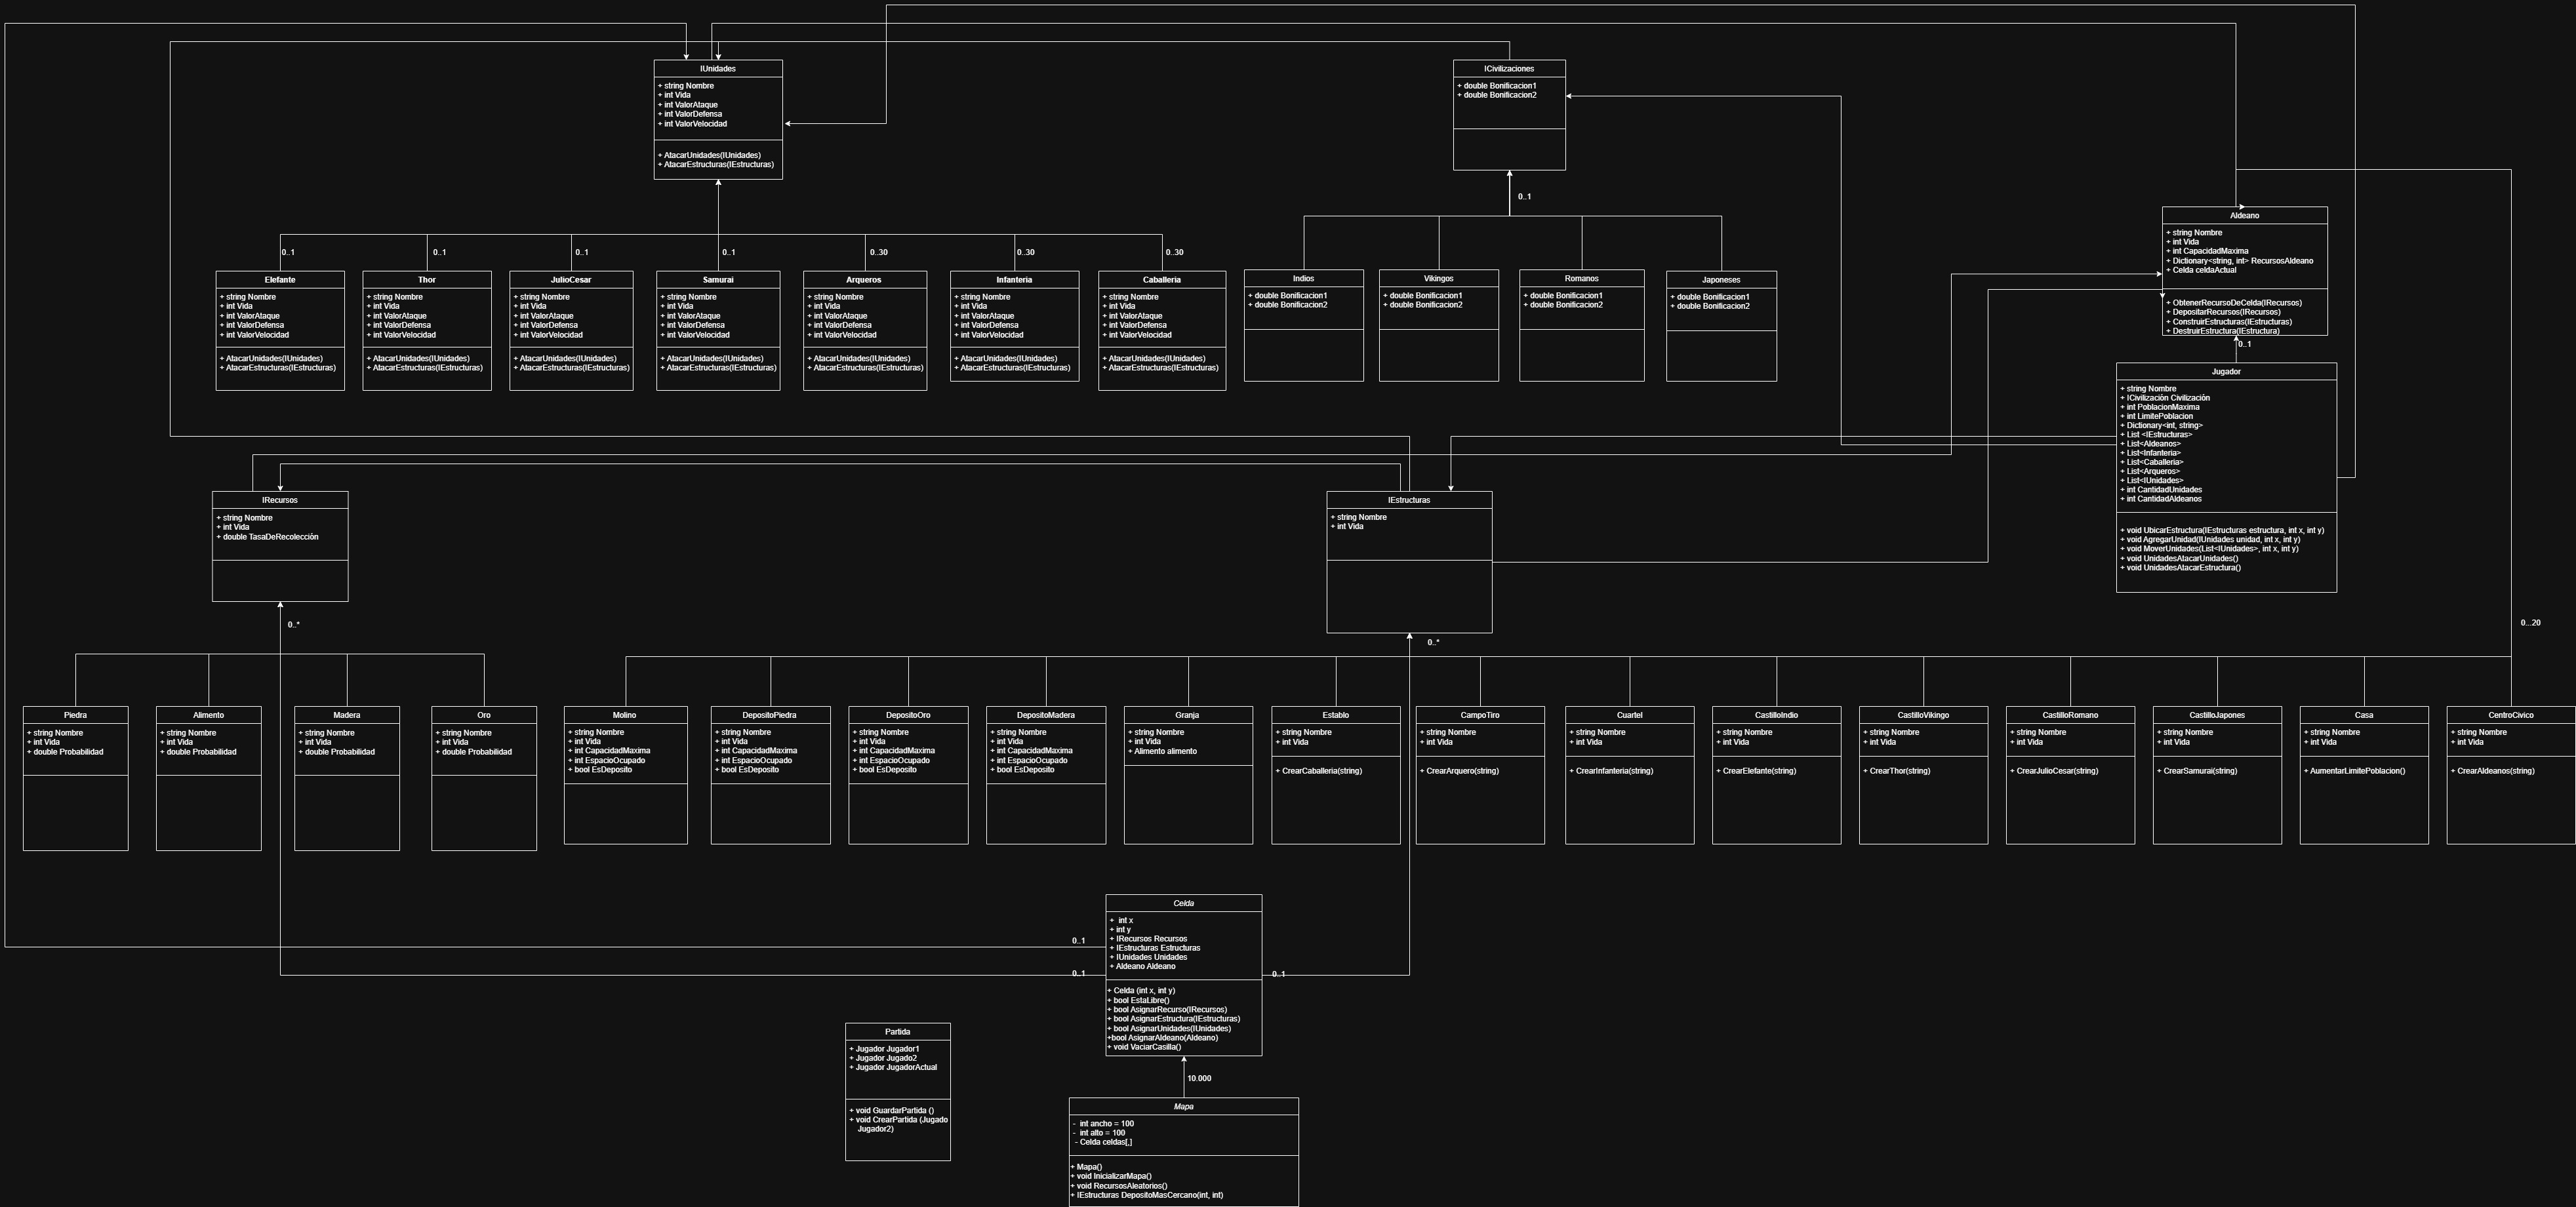 IUnidades
+ string Nombre
+ int Vida
+ int ValorAtaque
+ int ValorDefensa
+ int ValorVelocidad
+ AtacarUnidades(IUnidades)
+ AtacarEstructuras(IEstructuras)
ICivilizaciones
+ double Bonificacion1
+ double Bonificacion2
0..1
Aldeano
+ string Nombre
+ int Vida
+ int CapacidadMaxima
+ Dictionary<string, int> RecursosAldeano
+ Celda celdaActual
+ ObtenerRecursoDeCelda(IRecursos)
+ DepositarRecursos(IRecursos)
+ ConstruirEstructuras(IEstructuras)
+ DestruirEstructura(IEstructura)
0..1
0..1
0..1
0..1
0..1
0..30
0..30
0..30
Elefante
+ string Nombre
+ int Vida
+ int ValorAtaque
+ int ValorDefensa
+ int ValorVelocidad
+ AtacarUnidades(IUnidades)
+ AtacarEstructuras(IEstructuras)
Thor
+ string Nombre
+ int Vida
+ int ValorAtaque
+ int ValorDefensa
+ int ValorVelocidad
+ AtacarUnidades(IUnidades)
+ AtacarEstructuras(IEstructuras)
JulioCesar
+ string Nombre
+ int Vida
+ int ValorAtaque
+ int ValorDefensa
+ int ValorVelocidad
+ AtacarUnidades(IUnidades)
+ AtacarEstructuras(IEstructuras)
Samurai
+ string Nombre
+ int Vida
+ int ValorAtaque
+ int ValorDefensa
+ int ValorVelocidad
+ AtacarUnidades(IUnidades)
+ AtacarEstructuras(IEstructuras)
Arqueros
+ string Nombre
+ int Vida
+ int ValorAtaque
+ int ValorDefensa
+ int ValorVelocidad
+ AtacarUnidades(IUnidades)
+ AtacarEstructuras(IEstructuras)
Infanteria
+ string Nombre
+ int Vida
+ int ValorAtaque
+ int ValorDefensa
+ int ValorVelocidad
+ AtacarUnidades(IUnidades)
+ AtacarEstructuras(IEstructuras)
Caballeria
+ string Nombre
+ int Vida
+ int ValorAtaque
+ int ValorDefensa
+ int ValorVelocidad
+ AtacarUnidades(IUnidades)
+ AtacarEstructuras(IEstructuras)
Indios
+ double Bonificacion1
+ double Bonificacion2
Vikingos
+ double Bonificacion1
+ double Bonificacion2
Romanos
+ double Bonificacion1
+ double Bonificacion2
Japoneses
+ double Bonificacion1
+ double Bonificacion2
Jugador
+ string Nombre
+ ICivilización Civilización
+ int PoblacionMaxima
+ int LimitePoblacion
+ Dictionary<int, string>
+ List <IEstructuras>
+ List<Aldeanos>
+ List<Infanteria>
+ List<Caballeria>
+ List<Arqueros>
+ List<IUnidades>
+ int CantidadUnidades
+ int CantidadAldeanos
+ void UbicarEstructura(IEstructuras estructura, int x, int y)
+ void AgregarUnidad(IUnidades unidad, int x, int y)
+ void MoverUnidades(List<IUnidades>, int x, int y)
+ void UnidadesAtacarUnidades()
+ void UnidadesAtacarEstructura()
IRecursos
+ string Nombre
+ int Vida
+ double TasaDeRecolección
0..*
IEstructuras
+ string Nombre
+ int Vida
0..*
0...20
Piedra
+ string Nombre
+ int Vida
+ double Probabilidad
Alimento
+ string Nombre
+ int Vida
+ double Probabilidad
Madera
+ string Nombre
+ int Vida
+ double Probabilidad
Oro
+ string Nombre
+ int Vida
+ double Probabilidad
Molino
+ string Nombre
+ int Vida
+ int CapacidadMaxima
+ int EspacioOcupado
+ bool EsDeposito
DepositoPiedra
+ string Nombre
+ int Vida
+ int CapacidadMaxima
+ int EspacioOcupado
+ bool EsDeposito
DepositoOro
+ string Nombre
+ int Vida
+ int CapacidadMaxima
+ int EspacioOcupado
+ bool EsDeposito
DepositoMadera
+ string Nombre
+ int Vida
+ int CapacidadMaxima
+ int EspacioOcupado
+ bool EsDeposito
Granja
+ string Nombre
+ int Vida
+ Alimento alimento
Establo
+ string Nombre
+ int Vida
+ CrearCaballeria(string)
CampoTiro
+ string Nombre
+ int Vida
+ CrearArquero(string)
Cuartel
+ string Nombre
+ int Vida
+ CrearInfanteria(string)
CastilloIndio
+ string Nombre
+ int Vida
+ CrearElefante(string)
CastilloVikingo
+ string Nombre
+ int Vida
+ CrearThor(string)
CastilloRomano
+ string Nombre
+ int Vida
+ CrearJulioCesar(string)
CastilloJapones
+ string Nombre
+ int Vida
+ CrearSamurai(string)
Casa
+ string Nombre
+ int Vida
+ AumentarLimitePoblacion()
CentroCivico
+ string Nombre
+ int Vida
+ CrearAldeanos(string)
Celda
+ int x
+ int y
+ IRecursos Recursos
+ IEstructuras Estructuras
+ IUnidades Unidades
+ Aldeano Aldeano
+ Celda (int x, int y)
+ bool EstaLibre()
+ bool AsignarRecurso(IRecursos)
+ bool AsignarEstructura(IEstructuras)
+ bool AsignarUnidades(IUnidades)
+bool AsignarAldeano(Aldeano)
+ void VaciarCasilla()
0..1
0..1
0..1
10.000
Partida
+ Jugador Jugador1
+ Jugador Jugado2
+ Jugador JugadorActual
+ void GuardarPartida ()
+ void CrearPartida (Jugado
Jugador2)
Mapa
- int ancho = 100
- int alto = 100
- Celda celdas[,]
+ Mapa()
+ void InicializarMapa()
+ void RecursosAleatorios()
+ IEstructuras DepositoMasCercano(int, int)